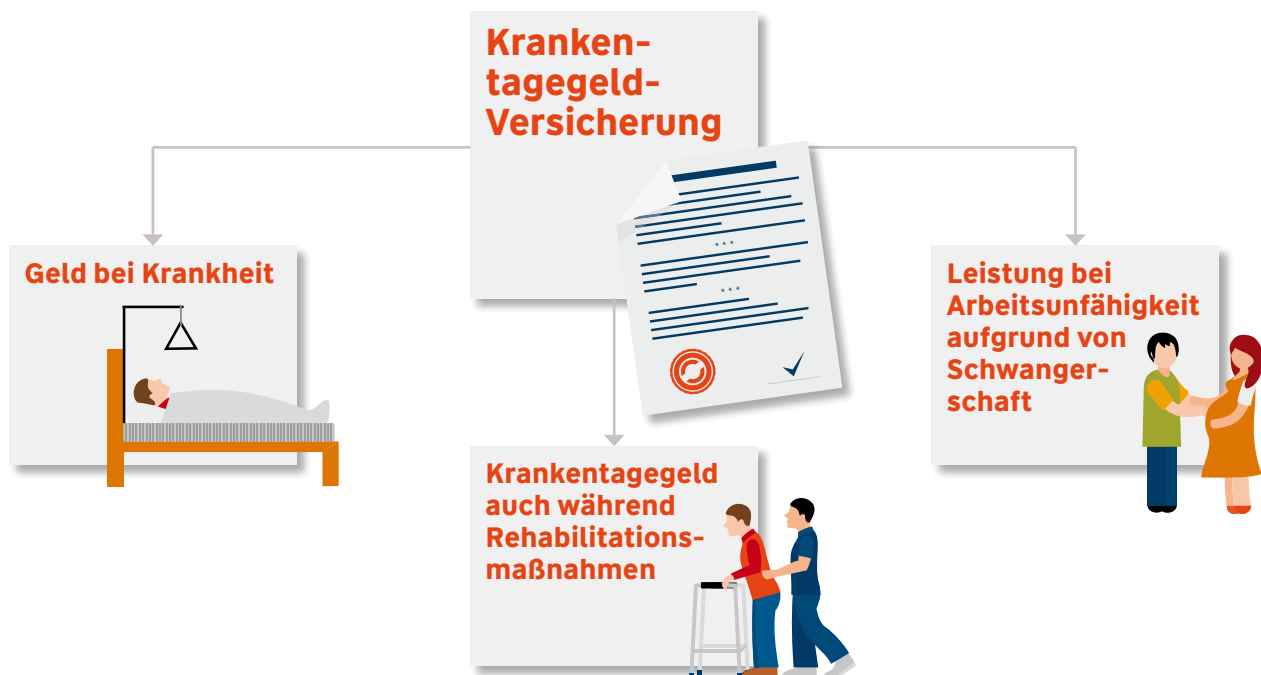 Kranken-
tagegeld-
Versicherung
Geld bei Krankheit
Krankentagegeld
auch während
Rehabilitations-
maßnahmen
Leistung bei
Arbeitsunfähigkeit
aufgrund von
Schwanger-
schaft